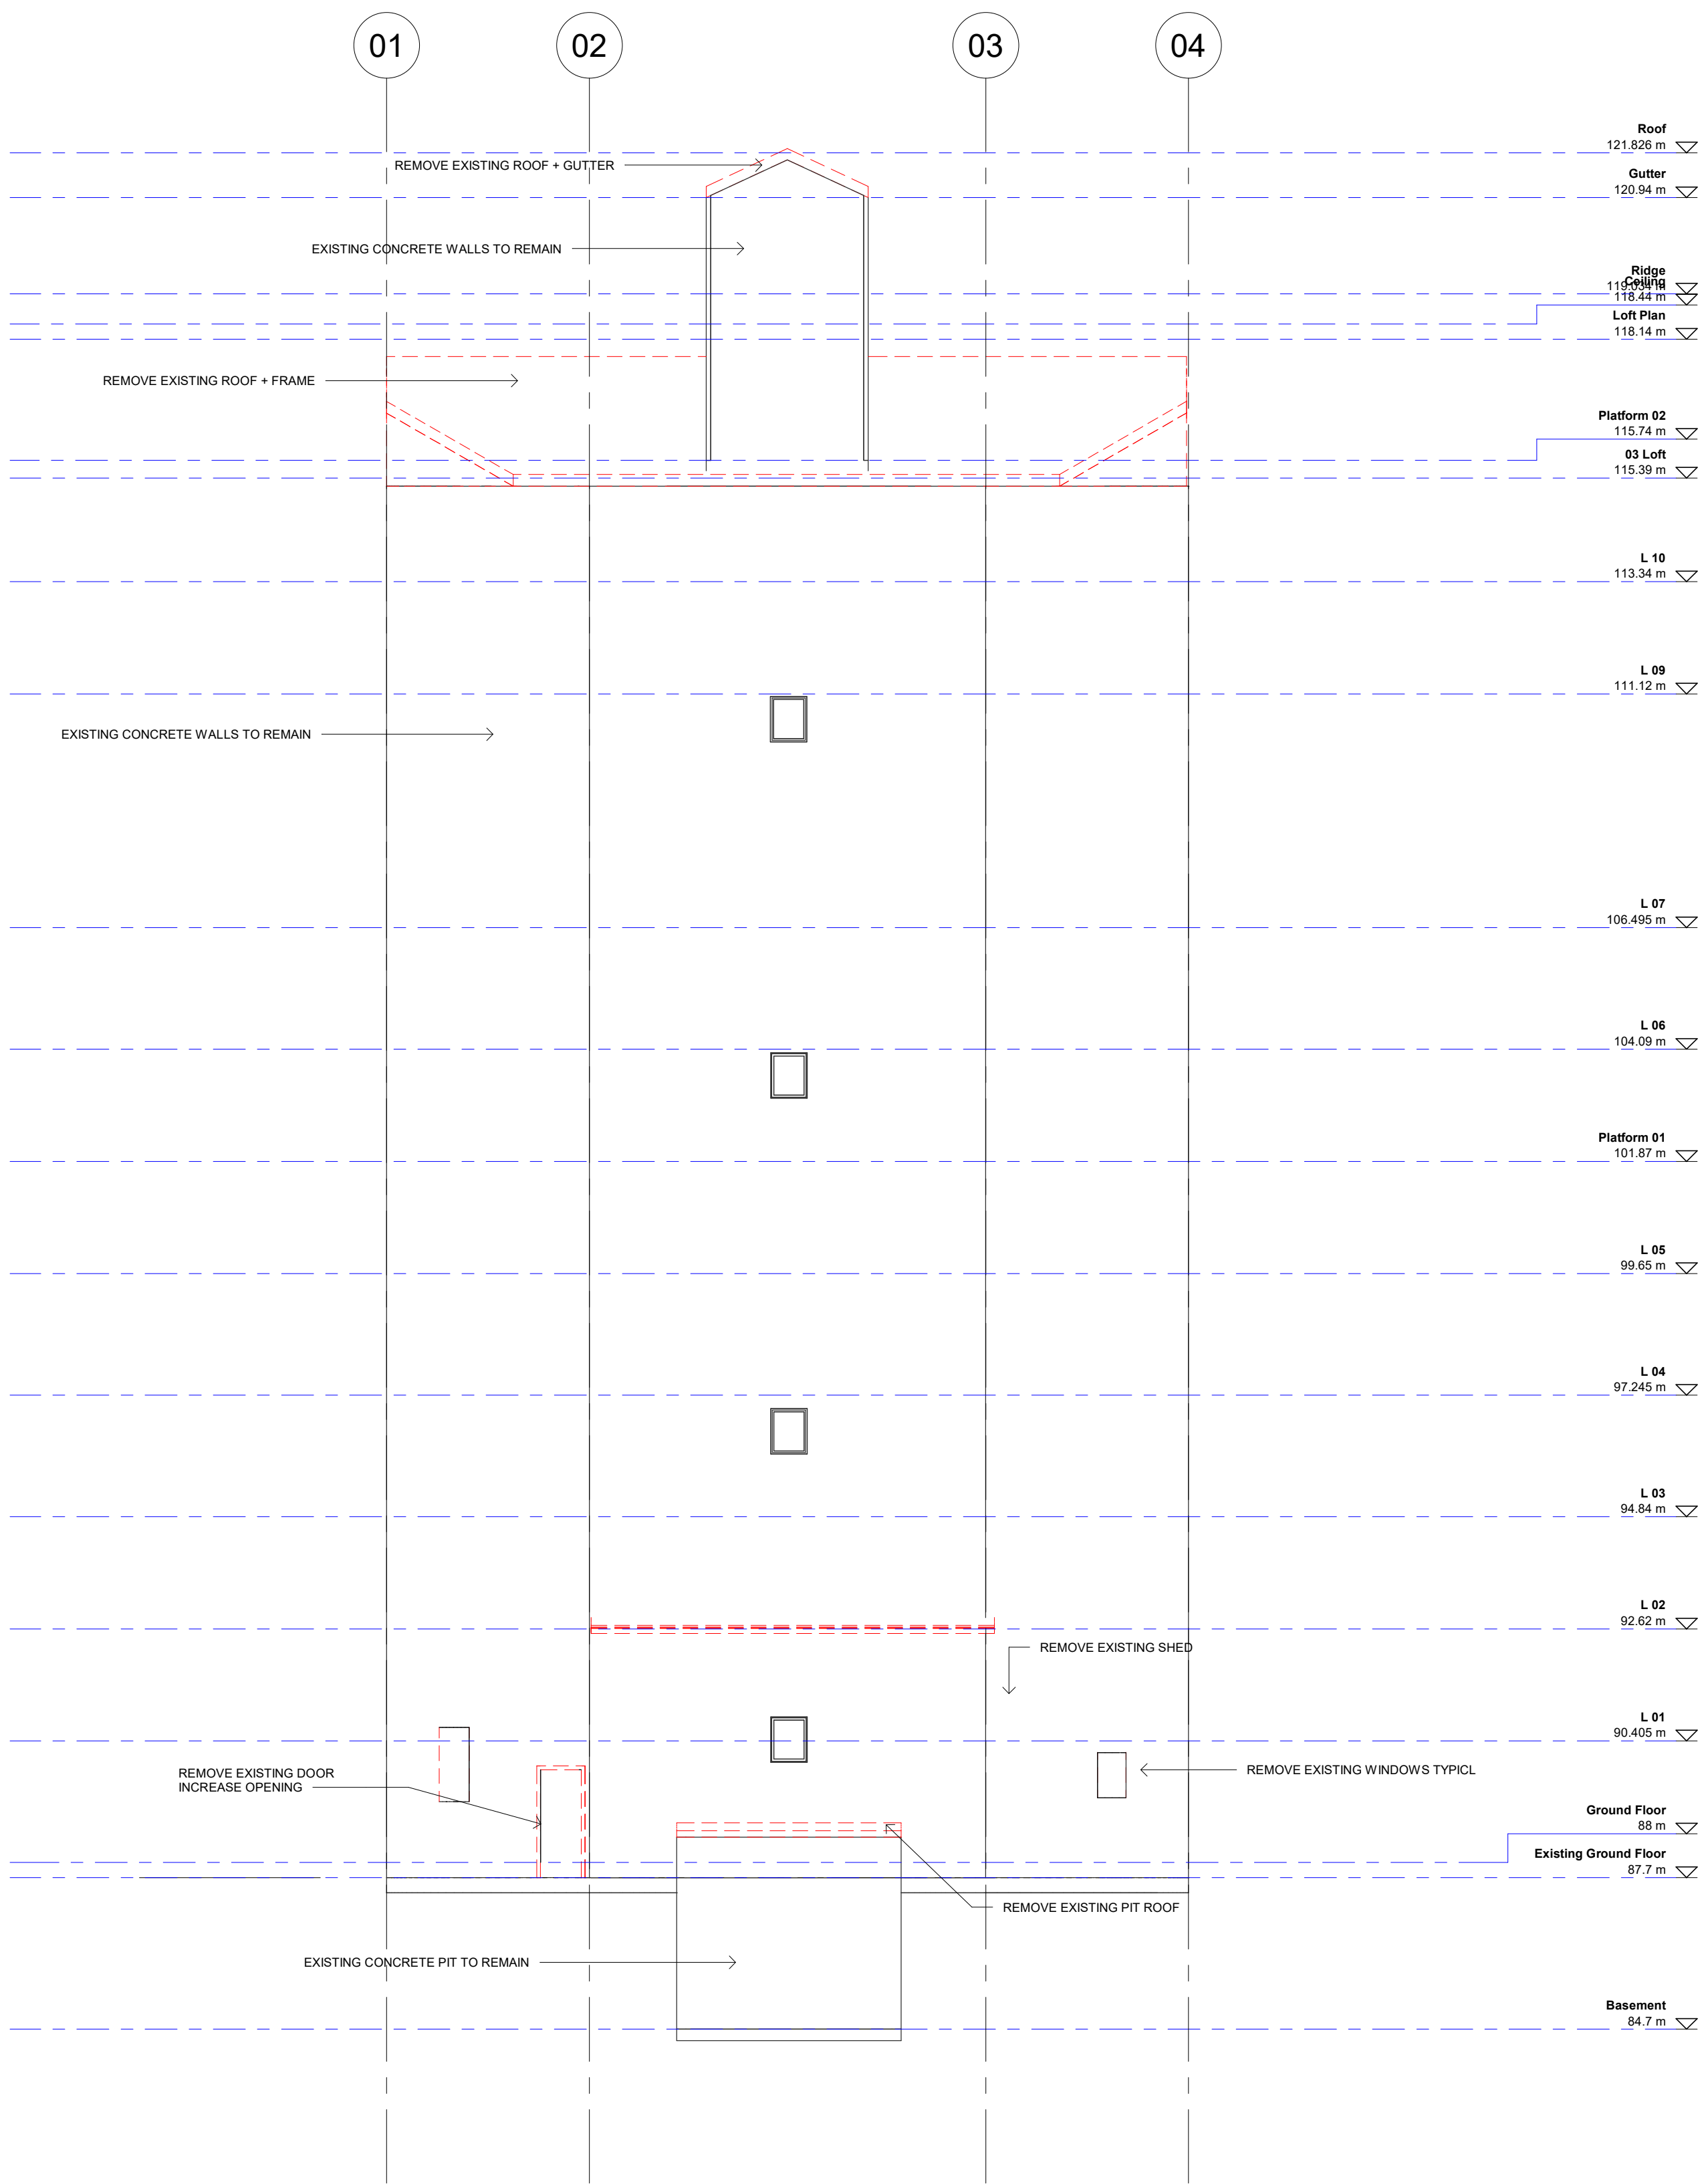 01
02
03
04
Roof
121.826 m
REMOVE EXISTING ROOF + GUTTER
Gutter
120.94 m
EXISTING CONCRETE WALLS TO REMAIN
Ridge
Ceiling
119.034 m
118.44 m
Loft Plan
118.14 m
REMOVE EXISTING ROOF + FRAME
Platform 02
115.74 m
03 Loft
115.39 m
L 10
113.34 m
L 09
111.12 m
EXISTING CONCRETE WALLS TO REMAIN
L 07
106.495 m
L 06
104.09 m
Platform 01
101.87 m
L 05
99.65 m
L 04
97.245 m
L 03
94.84 m
L 02
92.62 m
REMOVE EXISTING SHED
L 01
90.405 m
REMOVE EXISTING DOOR
INCREASE OPENING
REMOVE EXISTING WINDOWS TYPICL
Ground Floor
88 m
Existing Ground Floor
87.7 m
REMOVE EXISTING PIT ROOF
EXISTING CONCRETE PIT TO REMAIN
Basement
84.7 m